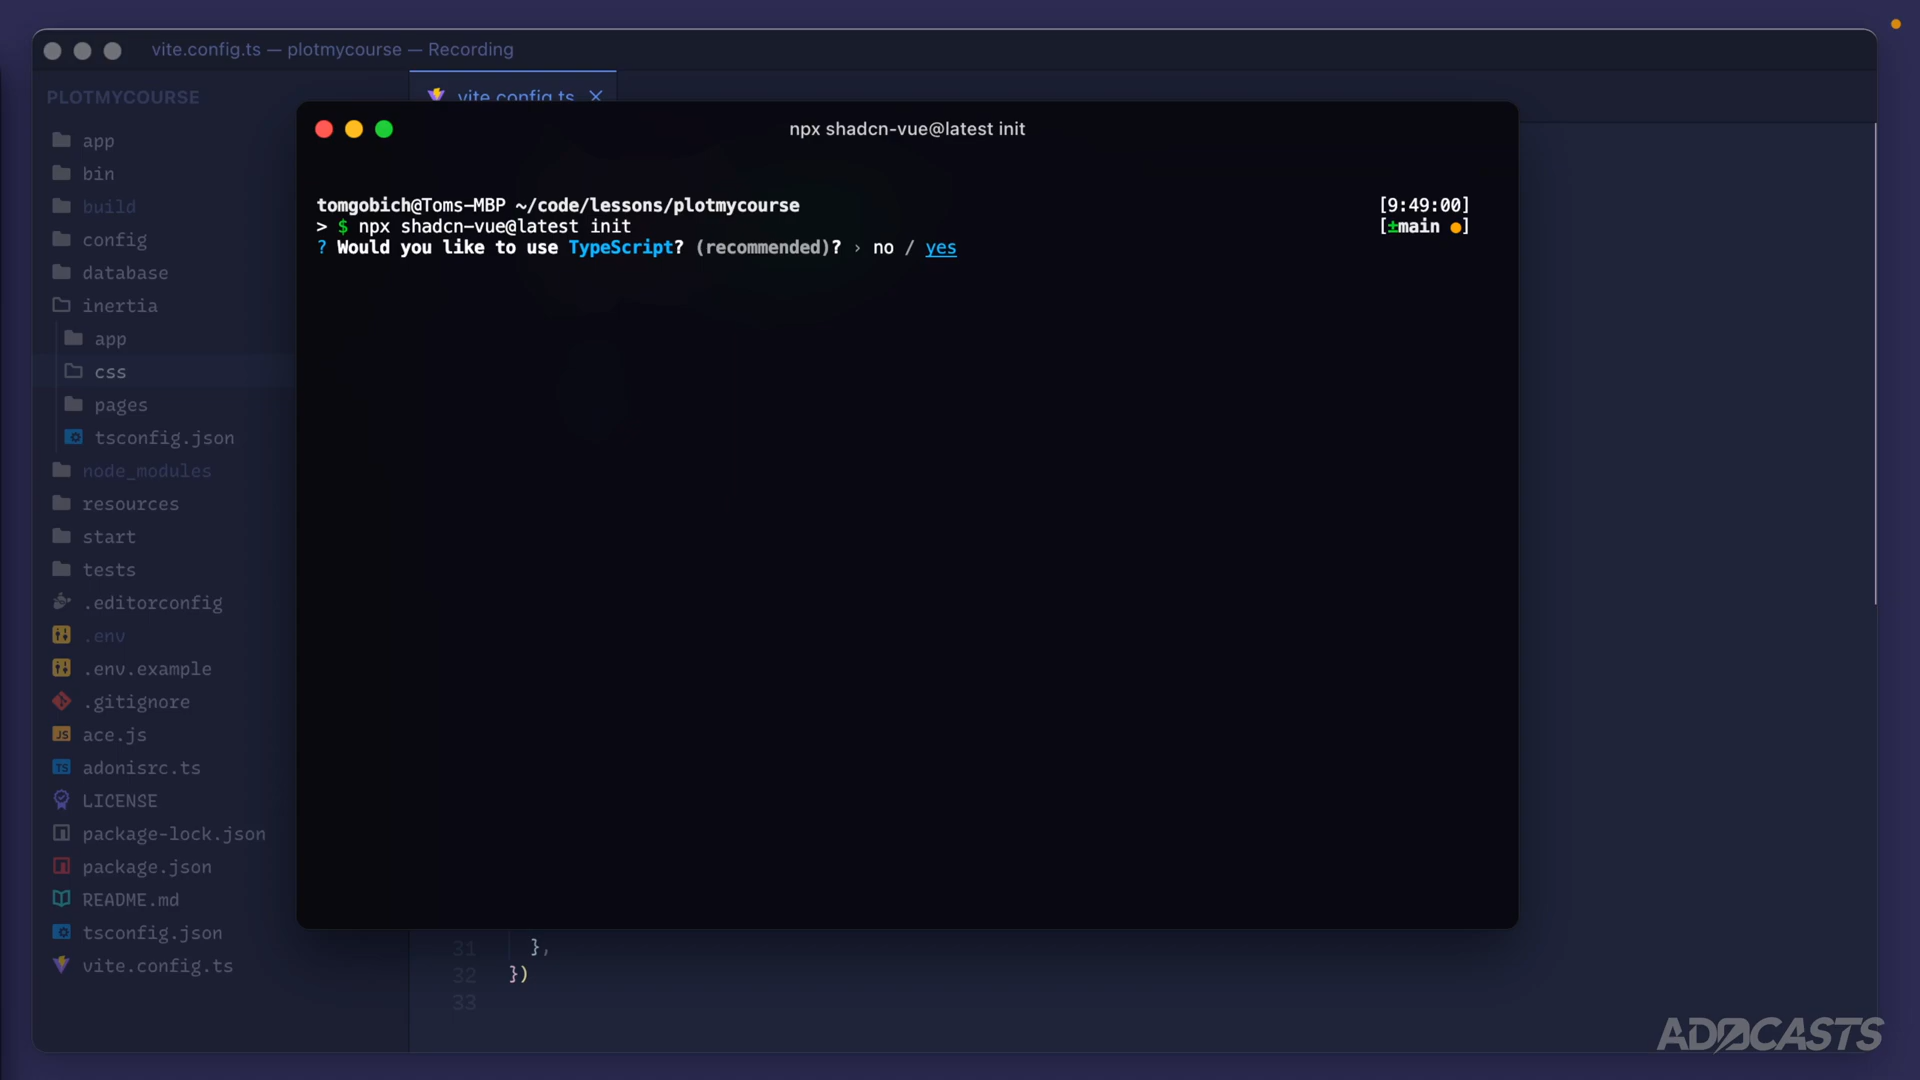 vite.config.ts — plotmycourse — Recording
PLOTMYCOURSE
vite.config.ts
app
bin
build
config
database
inertia
app
css
pages
tsconfig.json
node_modules
resources
start
tests
.editorconfig
.env
.env.example
.gitignore
ace.js
adonisrc.ts
LICENSE
package-lock.json
package.json
README.md
tsconfig.json
vite.config.ts
npx shadcn-vue@latest init
tomgobich@Toms-MBP ~/code/lessons/plotmycourse [9:49:00]
> $ npx shadcn-vue@latest init [±main ●]
? Would you like to use TypeScript? (recommended)? › no / yes
31 },
32 })
33
ADOCASTS